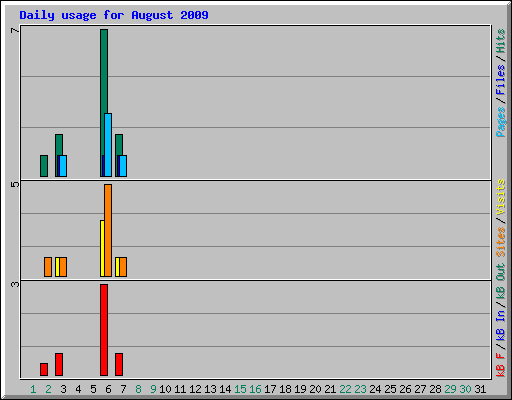 Daily usage for August 2009
7
Pages / Files / Hits
5
Sites / Visits
3
kB F / kB In / kB Out
1 2 3 4 5 6 7 8 9 10 11 12 13 14 15 16 17 18 19 20 21 22 23 24 25 26 27 28 29 30 31